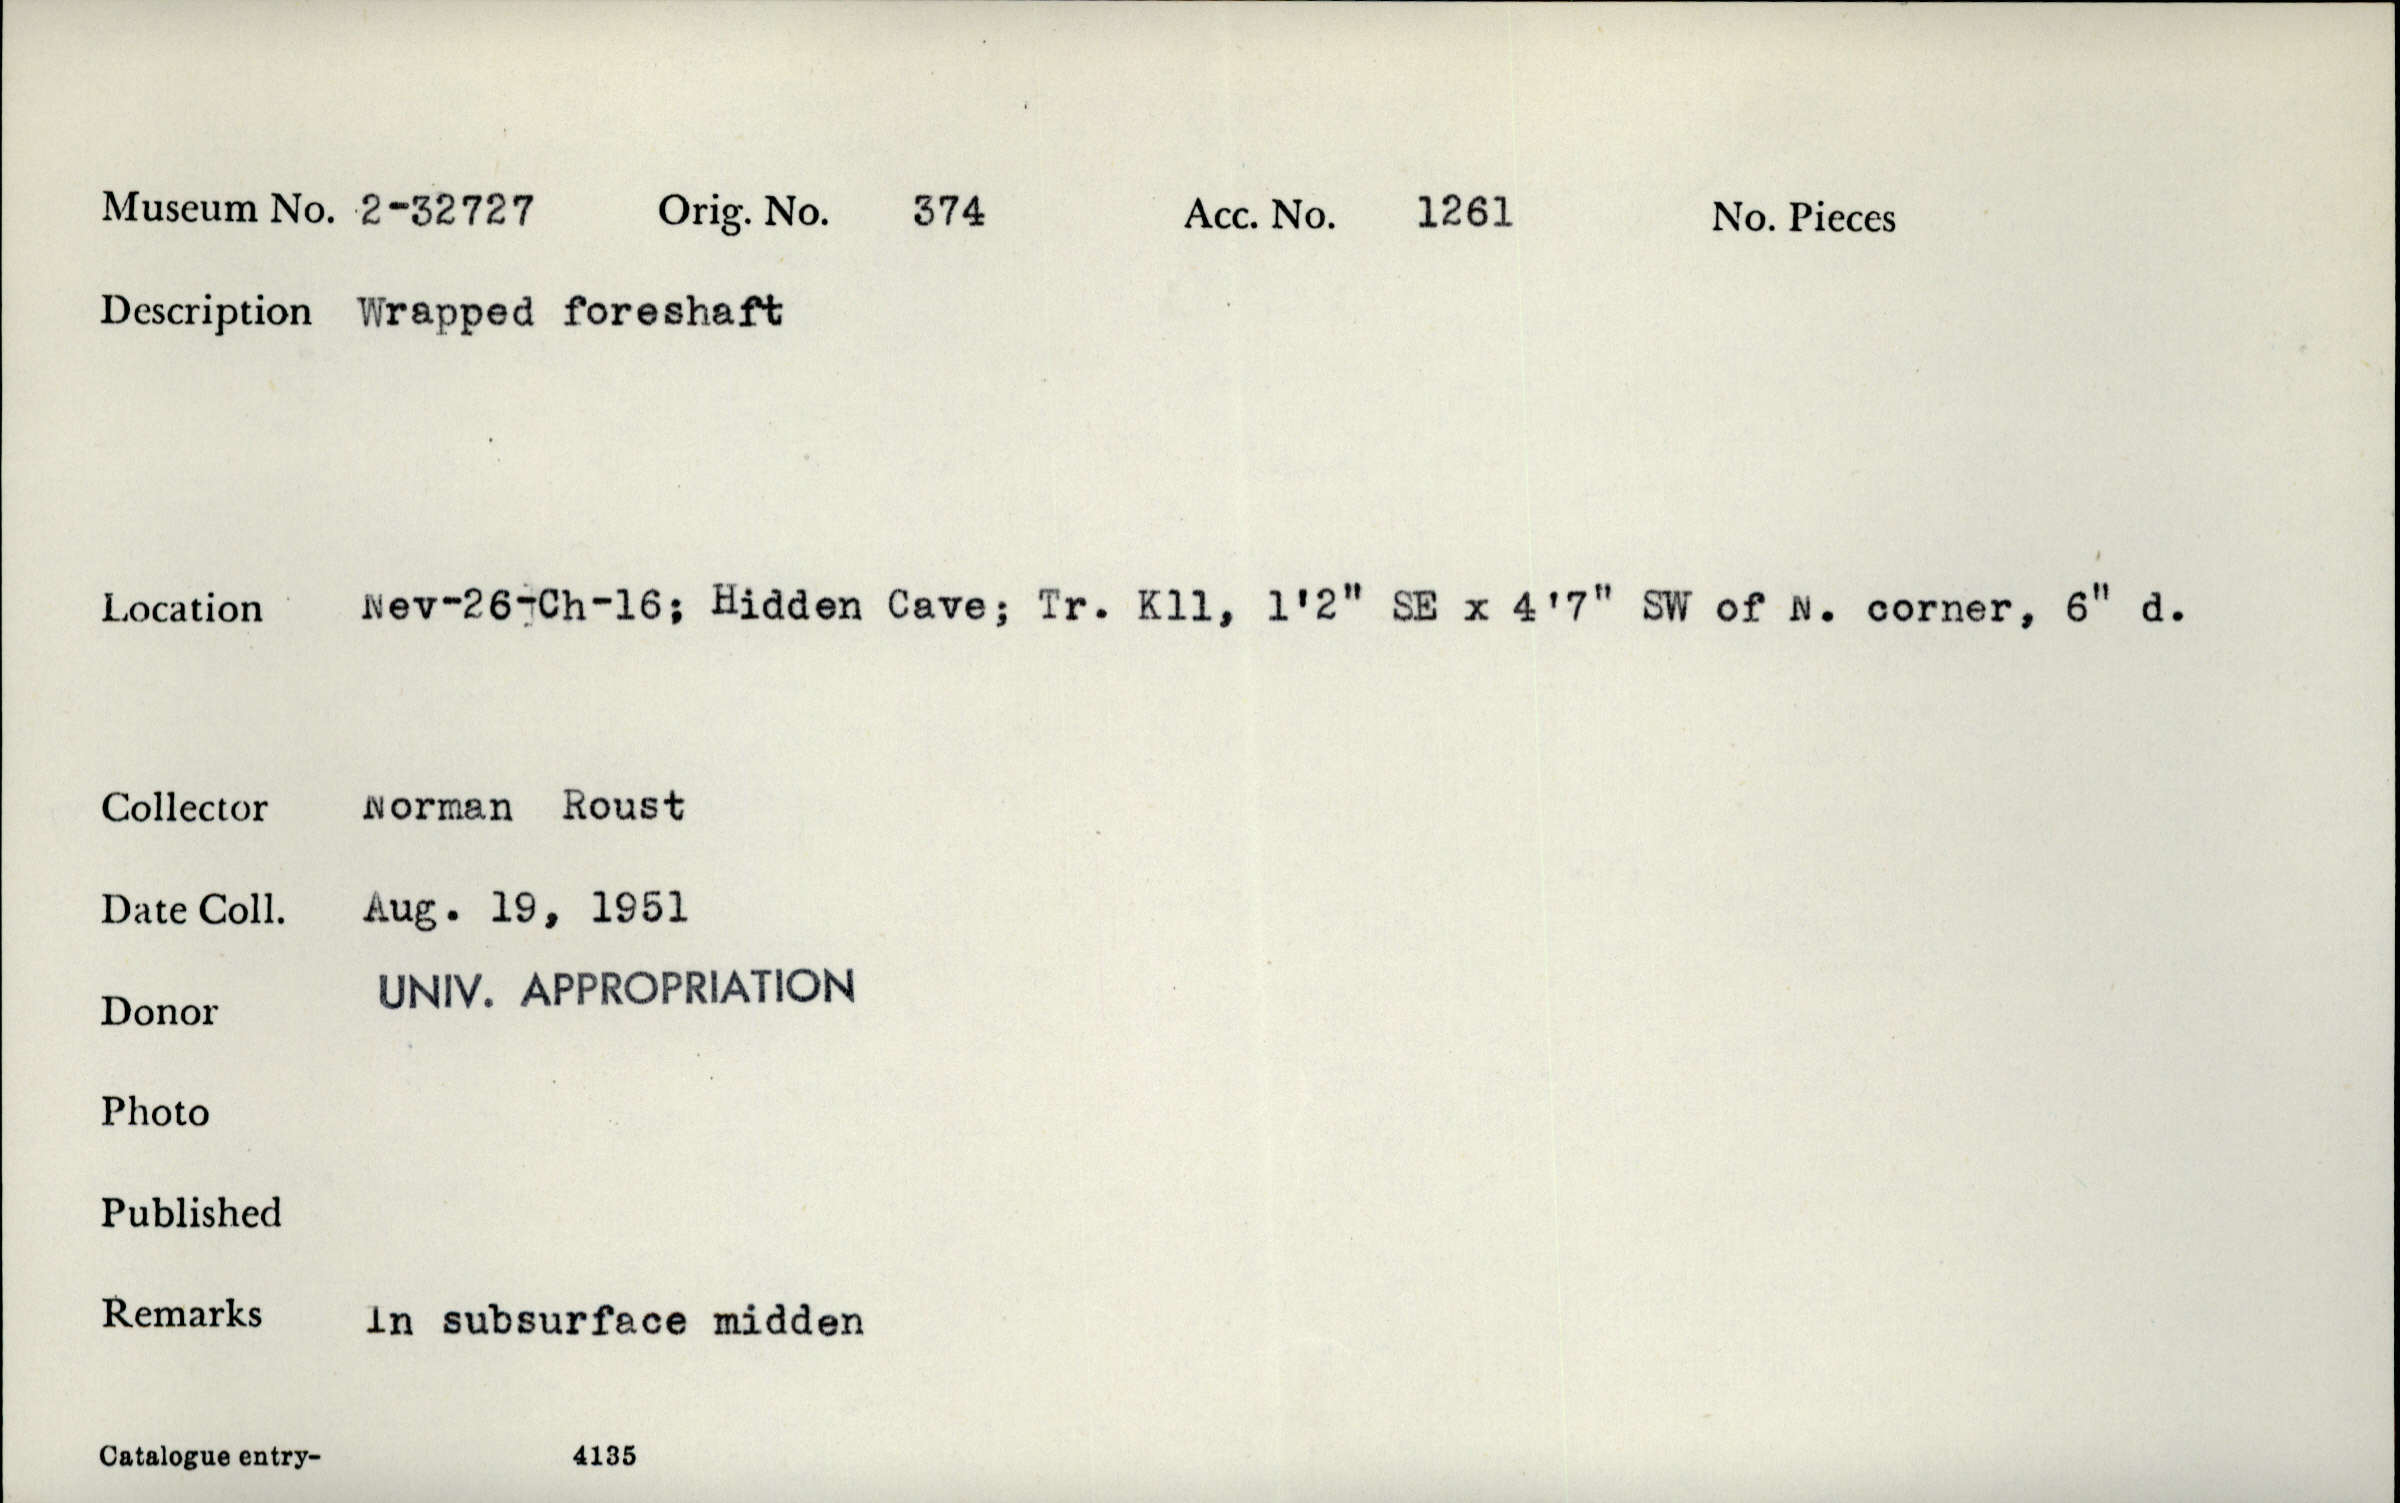 Museum No. 2-32727 Orig. No. 374 Acc. No. 1261 No. Pieces
Description Wrapped foreshaft
Location Nev-26-Ch-16; Hidden Cave; Tr. K11, 1'2" SE x 4'7" SW of N. corner, 6" d.
Collector Norman Roust
Date Coll. Aug. 19, 1951
Donor UNIV. APPROPRIATION
Photo
Published
Remarks In subsurface midden
Catalogue entry- 4135